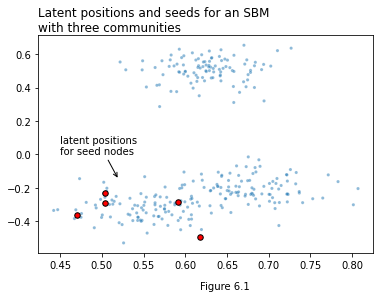 Latent positions and seeds for an SBM
with three communities
0.6
0.4
0.2
0.0
−0.2
−0.4
latent positions
for seed nodes
0.45 0.50 0.55 0.60 0.65 0.70 0.75 0.80
Figure 6.1